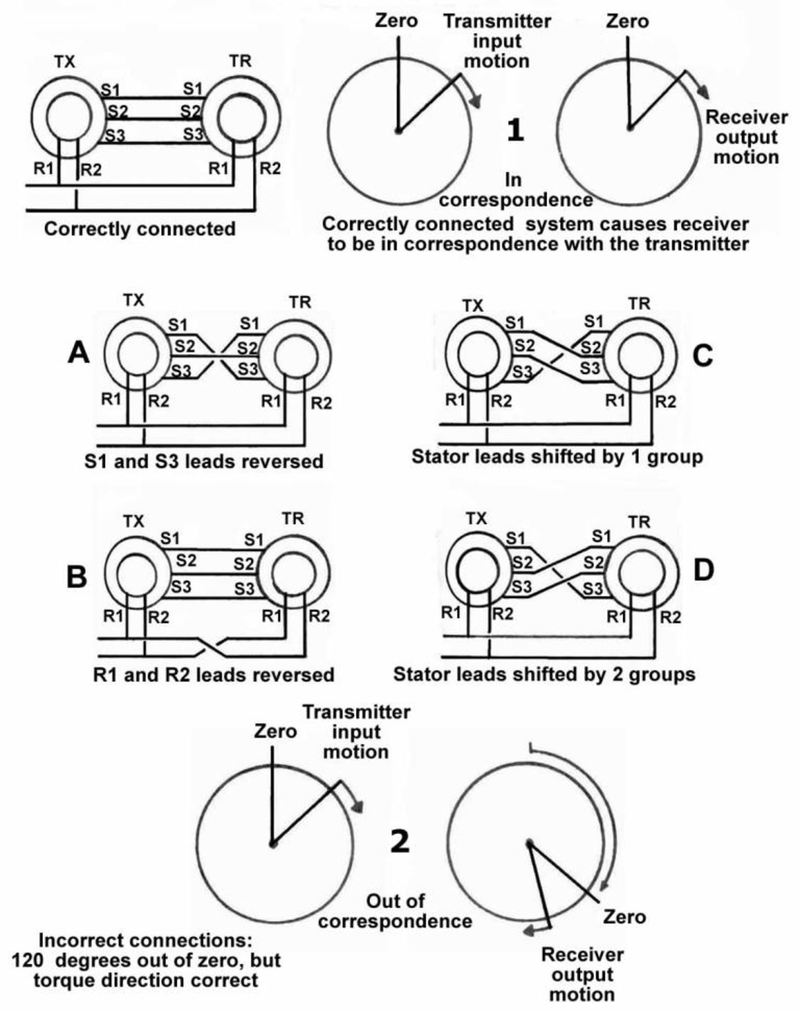 TX
TR
S1
S1
S2
S2
S3
S3
R1
R2
R1
R2
Correctly connected
Zero
Transmitter
input
motion
Zero
1
Receiver
output
motion
In
correspondence
Correctly connected system causes receiver
to be in correspondence with the transmitter
A
TX
TR
S1
S1
S2
S2
S3
S3
R1
R2
R1
R2
S1 and S3 leads reversed
C
TX
TR
S1
S1
S2
S2
S3
S3
R1
R2
R1
R2
Stator leads shifted by 1 group
B
TX
TR
S1
S1
S2
S2
S3
S3
R1
R2
R1
R2
R1 and R2 leads reversed
D
TX
TR
S1
S1
S2
S2
S3
S3
R1
R2
R1
R2
Stator leads shifted by 2 groups
Zero
Transmitter
input
motion
2
Out of
correspondence
Zero
Receiver
output
motion
Incorrect connections:
120 degrees out of zero, but
torque direction correct